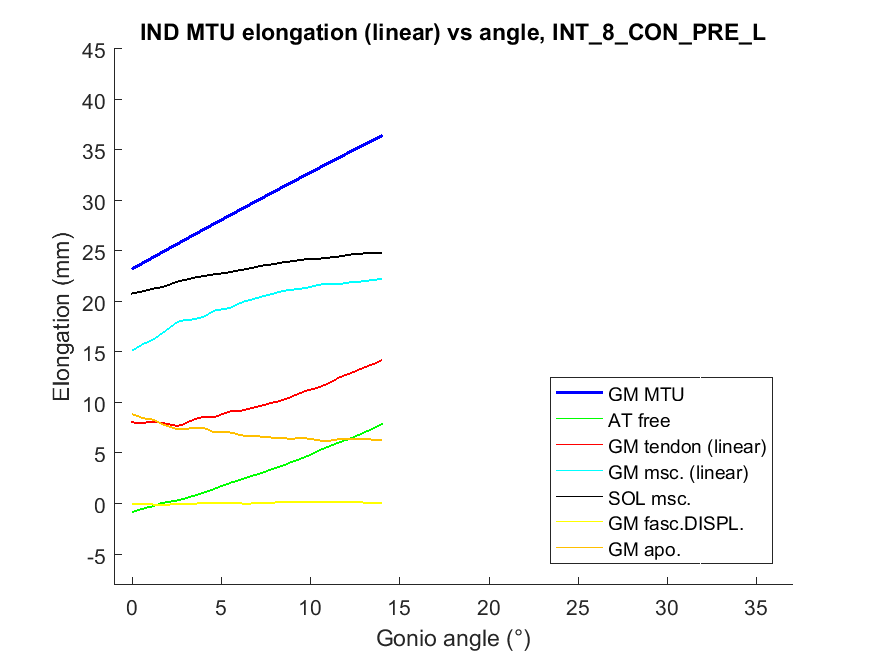 IND MTU elongation (linear) vs angle, INT_8_CON_PRE_L
45
40
35
30
25
20
15
10
5
0
-5
Elongation (mm)
0 5 10 15 20 25 30 35
Gonio angle (°)
GM MTU
AT free
GM tendon (linear)
GM msc. (linear)
SOL msc.
GM fasc.DISPL.
GM apo.